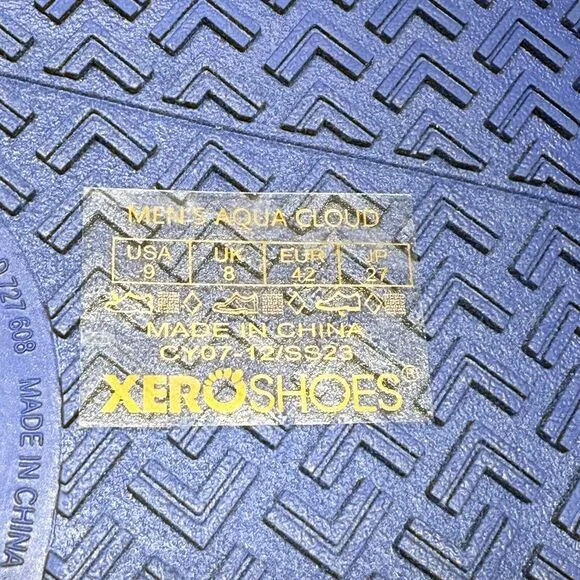 MEN'S AQUA CLOUD
USA UK EUR JP
9 8 42 27
MADE IN CHINA
CY07-12/SS23
XEROSHOES®
727 608 MADE IN CHINA